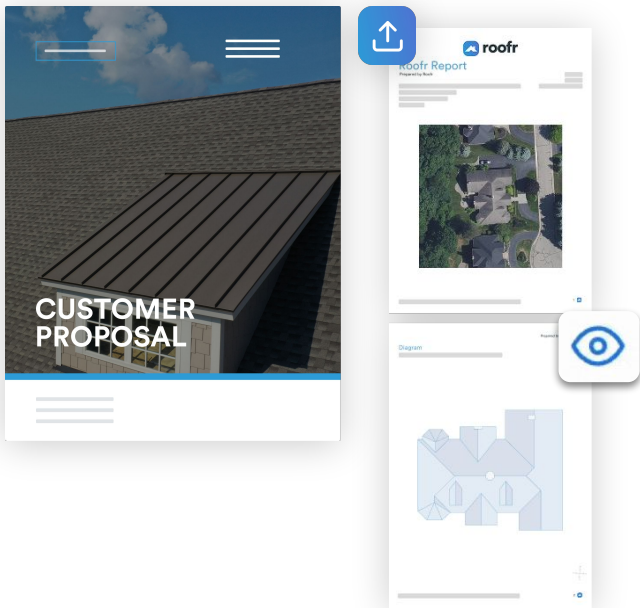 CUSTOMER
PROPOSAL
roofr
Roofr Report
Prepared by Roofr
Diagram